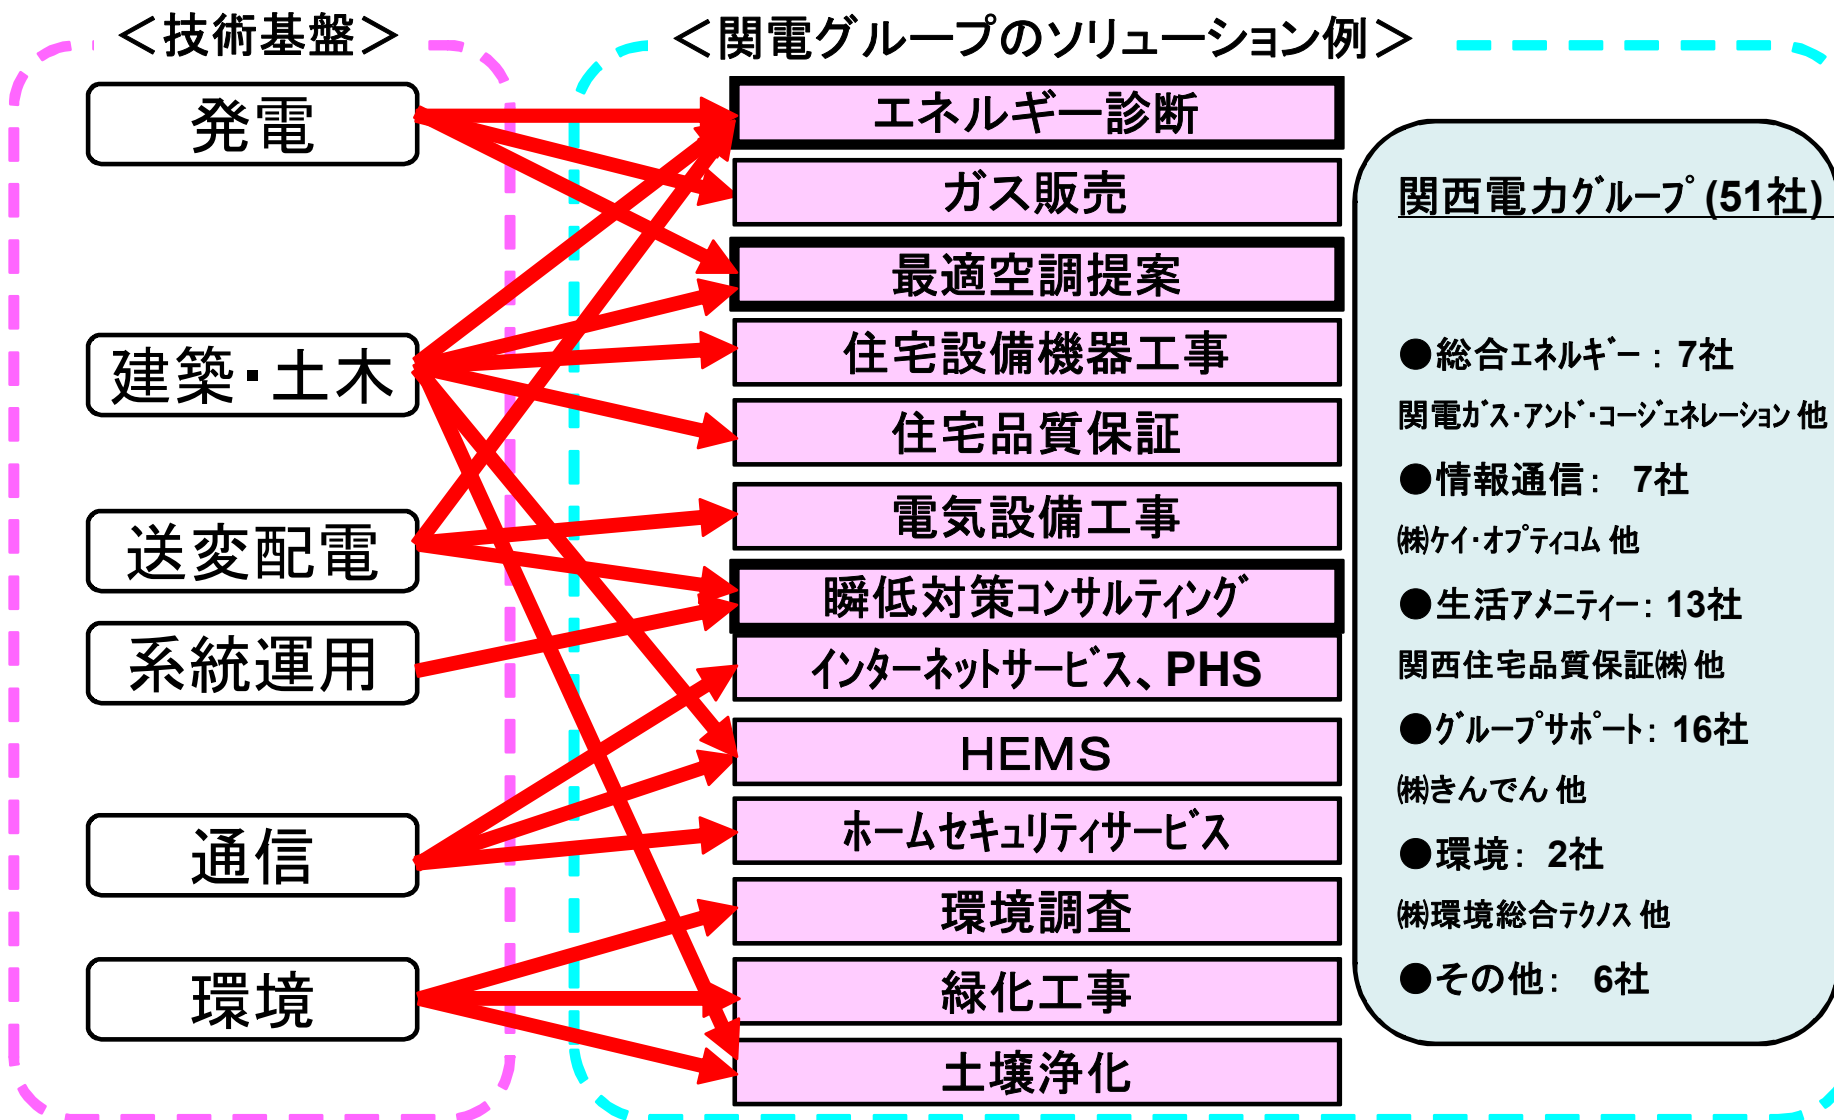 ＜技術基盤＞
発電
建築・土木
送変配電
系統運用
通信
環境
＜関電グループのソリューション例＞
エネルギー診断
ガス販売
最適空調提案
住宅設備機器工事
住宅品質保証
電気設備工事
瞬低対策ｺﾝｻﾙﾃｨﾝｸﾞ
ｲﾝﾀｰﾈｯﾄｻｰﾋﾞｽ、PHS
ＨＥＭＳ
ﾎｰﾑｾｷｭﾘﾃｨｻｰﾋﾞｽ
環境調査
緑化工事
土壌浄化
関西電力ｸﾞﾙｰﾌﾟ (51社)
●総合ｴﾈﾙｷﾞｰ： 7社
関電ｶﾞｽ･ｱﾝﾄﾞ･ｺｰｼﾞｪﾈﾚｰｼｮﾝ 他
●情報通信： 7社
㈱ｹｲ･ｵﾌﾟﾃｨｺﾑ 他
●生活ｱﾒﾆﾃｨｰ： 13社
関西住宅品質保証㈱ 他
●ｸﾞﾙｰﾌﾟｻﾎﾟｰﾄ： 16社
㈱きんでん 他
●環境： 2社
㈱環境総合ﾃｸﾉｽ 他
●その他： 6社